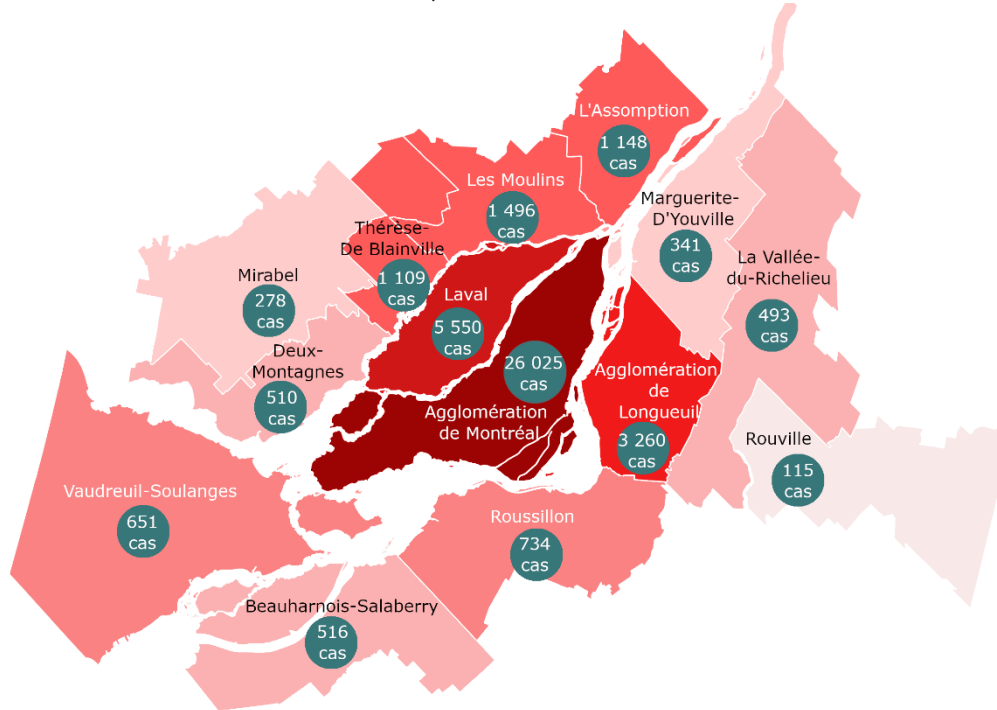 L'Assomption
1 148
cas
Les Moulins
1 496
cas
Marguerite-
D'Youville
341
cas
Thérèse-
De Blainville
1 109
cas
La Vallée-
du-Richelieu
493
cas
Mirabel
278
cas
Laval
5 550
cas
Deux-
Montagnes
510
cas
26 025
cas
Agglomération
de Montréal
Agglomération
de
Longueuil
3 260
cas
Rouville
115
cas
Vaudreuil-Soulanges
651
cas
Roussillon
734
cas
Beauharnois-Salaberry
516
cas